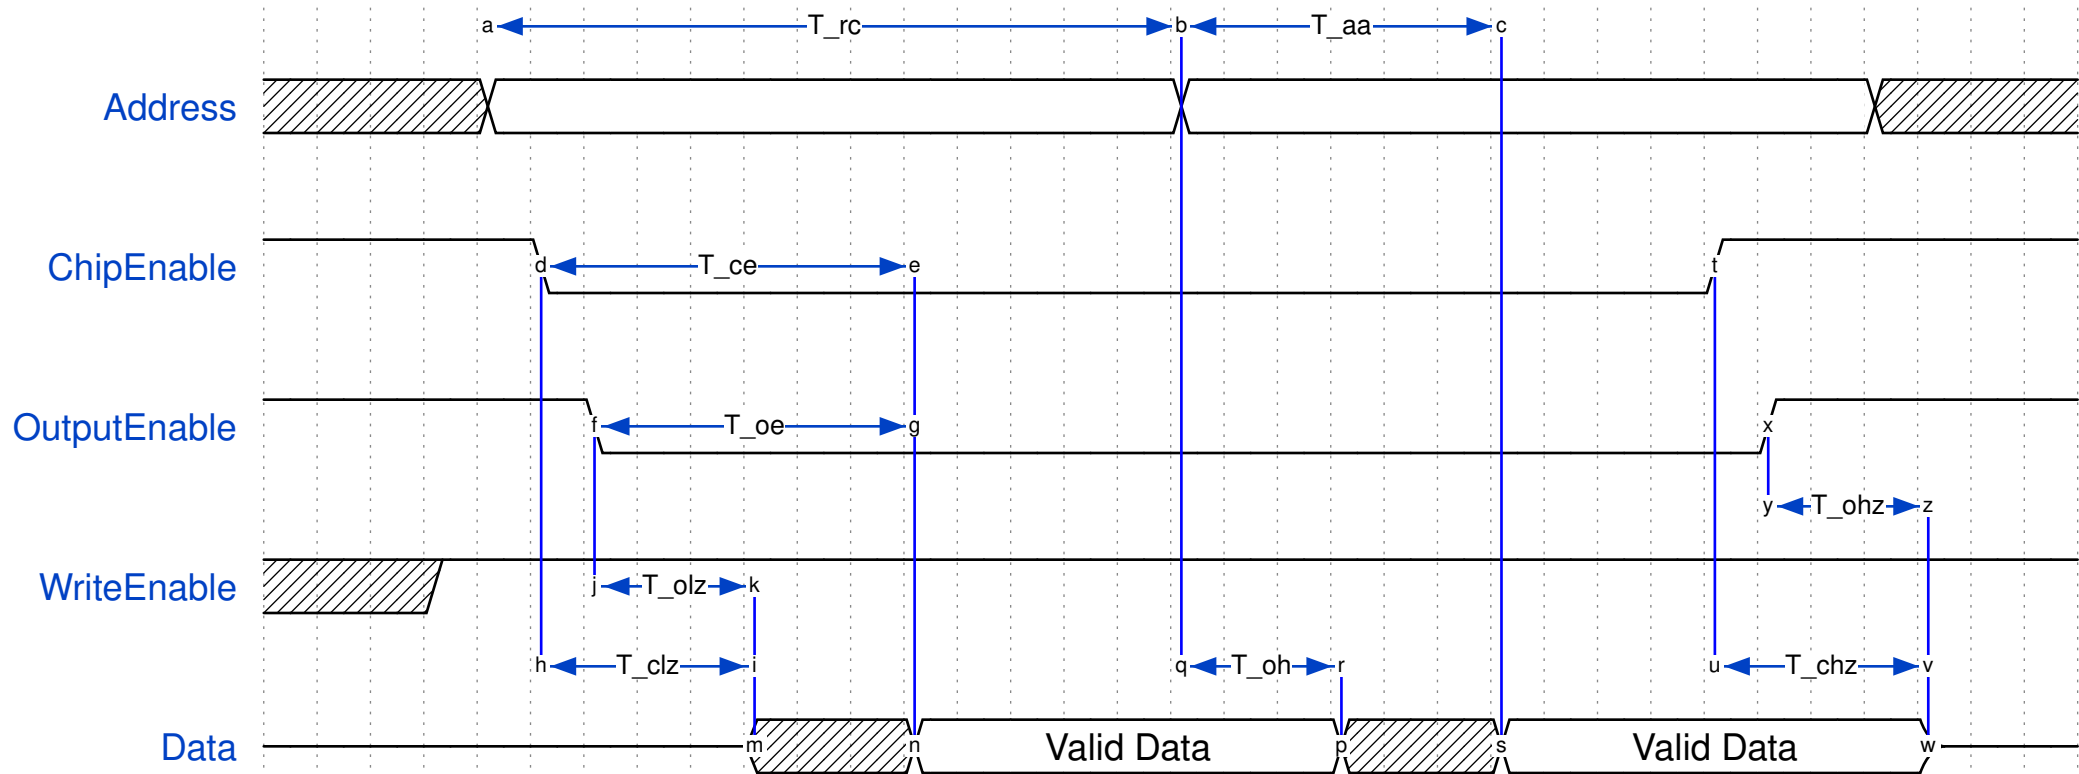 a T_rc b T_aa c
Address
ChipEnable d T_ce e t
OutputEnable f T_oe g x
y T_ohz z
WriteEnable j T_olz k
h T_clz i q T_oh r u T_chz v
Data m n Valid Data p s Valid Data w